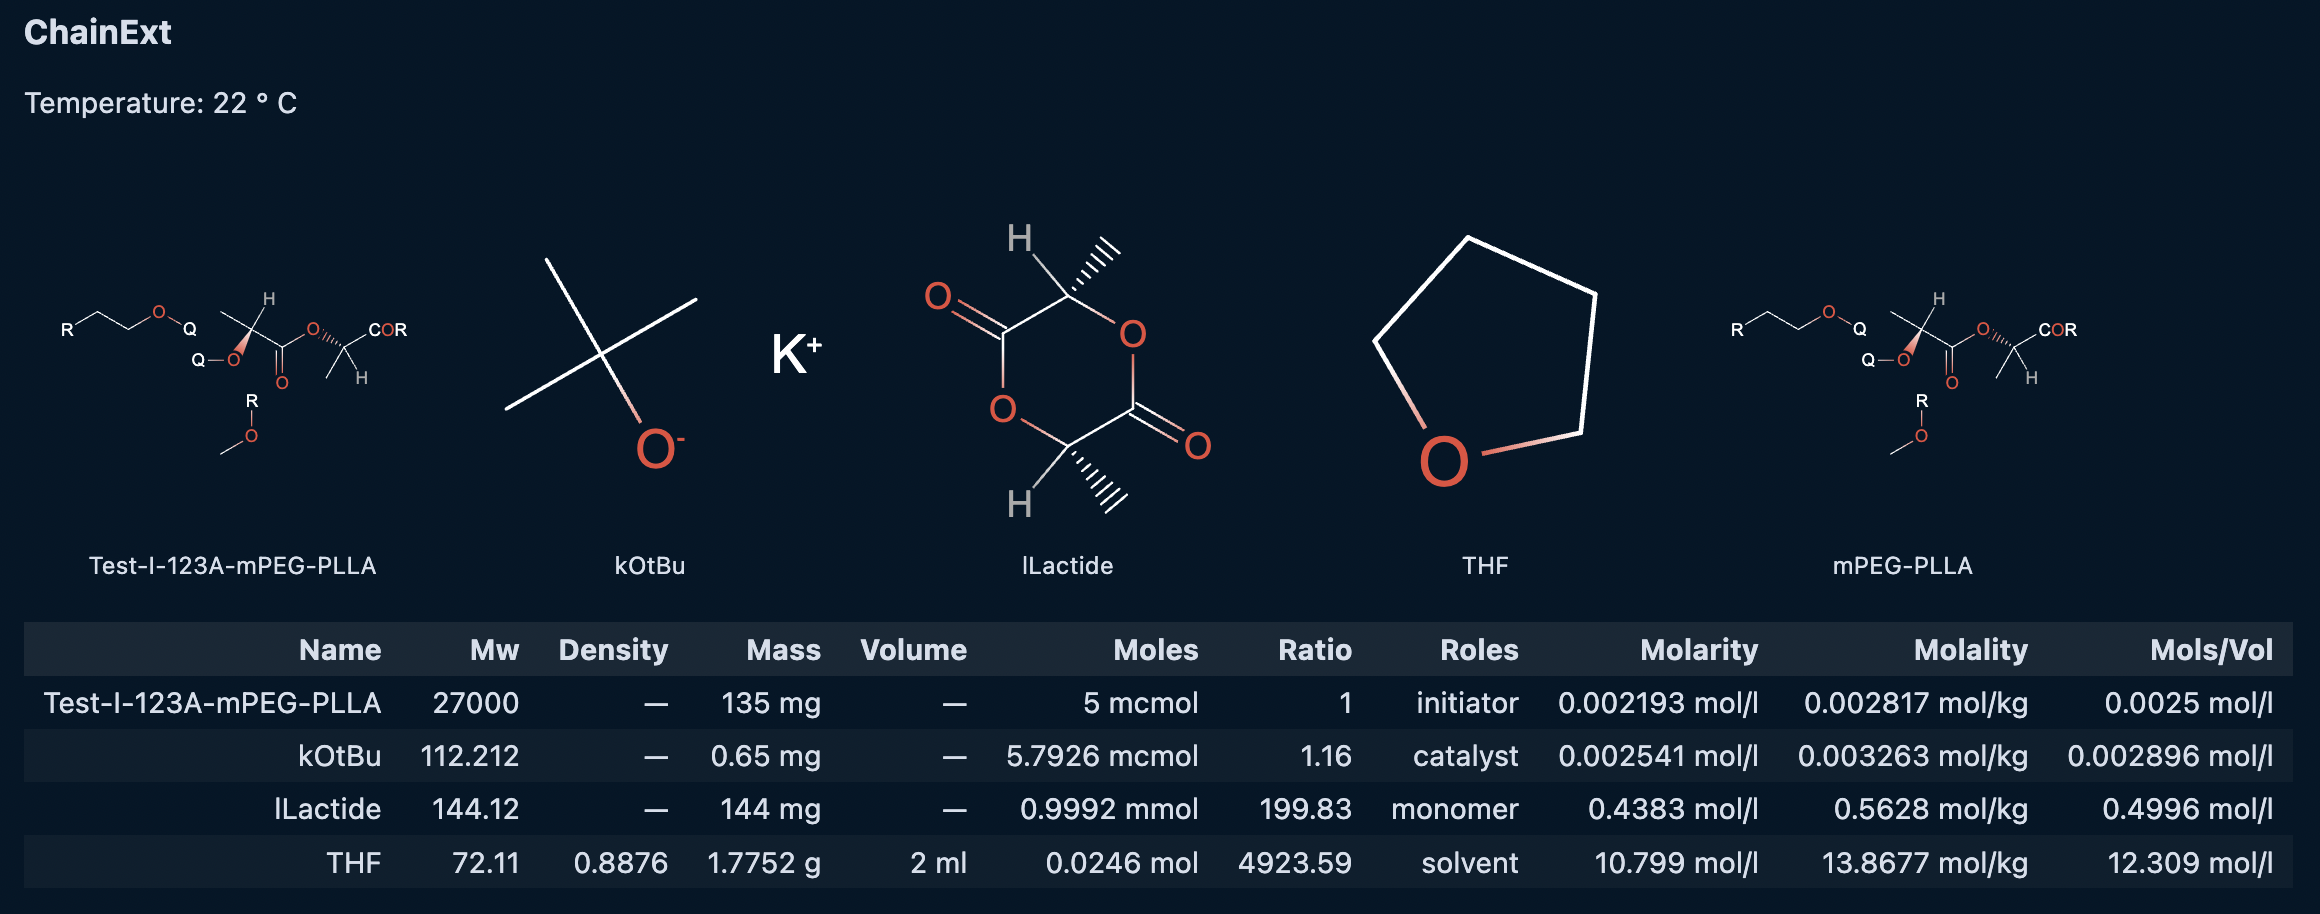 ChainExt
Temperature: 22 ° C
R O Q Q O H O O COR H R O
O- K+
H O O O O H
O
R O Q Q O H O O COR H R O
Test-I-123A-mPEG-PLLA kOtBu lLactide THF mPEG-PLLA
Name Mw Density Mass Volume Moles Ratio Roles Molarity Molality Mols/Vol
Test-I-123A-mPEG-PLLA 27000 — 135 mg — 5 mcmol 1 initiator 0.002193 mol/l 0.002817 mol/kg 0.0025 mol/l
kOtBu 112.212 — 0.65 mg — 5.7926 mcmol 1.16 catalyst 0.002541 mol/l 0.003263 mol/kg 0.002896 mol/l
lLactide 144.12 — 144 mg — 0.9992 mmol 199.83 monomer 0.4383 mol/l 0.5628 mol/kg 0.4996 mol/l
THF 72.11 0.8876 1.7752 g 2 ml 0.0246 mol 4923.59 solvent 10.799 mol/l 13.8677 mol/kg 12.309 mol/l